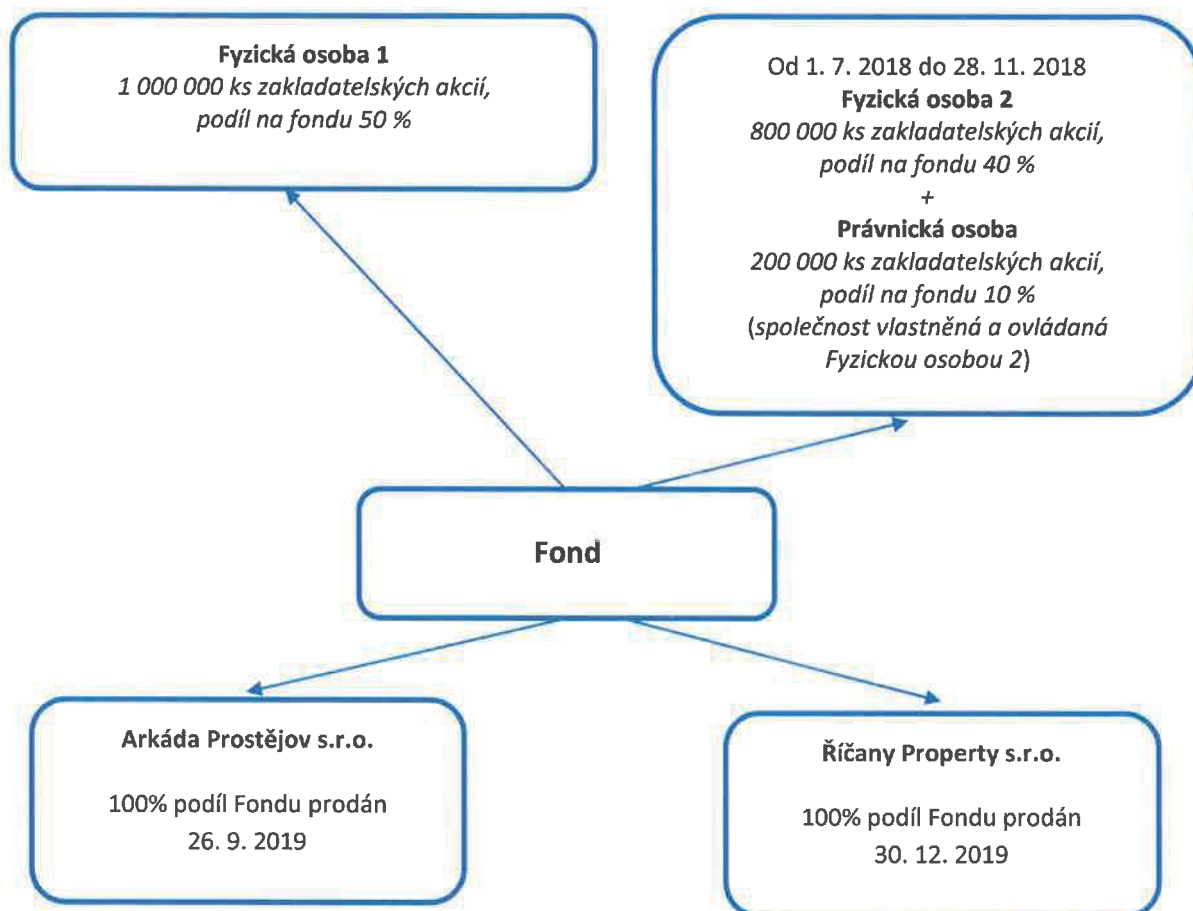 Fyzická osoba 1
1 000 000 ks zakladatelských akcií,
podíl na fondu 50 %
Od 1. 7. 2018 do 28. 11. 2018
Fyzická osoba 2
800 000 ks zakladatelských akcií,
podíl na fondu 40 %
+
Právnická osoba
200 000 ks zakladatelských akcií,
podíl na fondu 10 %
(společnost vlastněná a ovládaná
Fyzickou osobou 2)
Fond
Arkáda Prostějov s.r.o.
100% podíl Fondu prodán
26. 9. 2019
Říčany Property s.r.o.
100% podíl Fondu prodán
30. 12. 2019